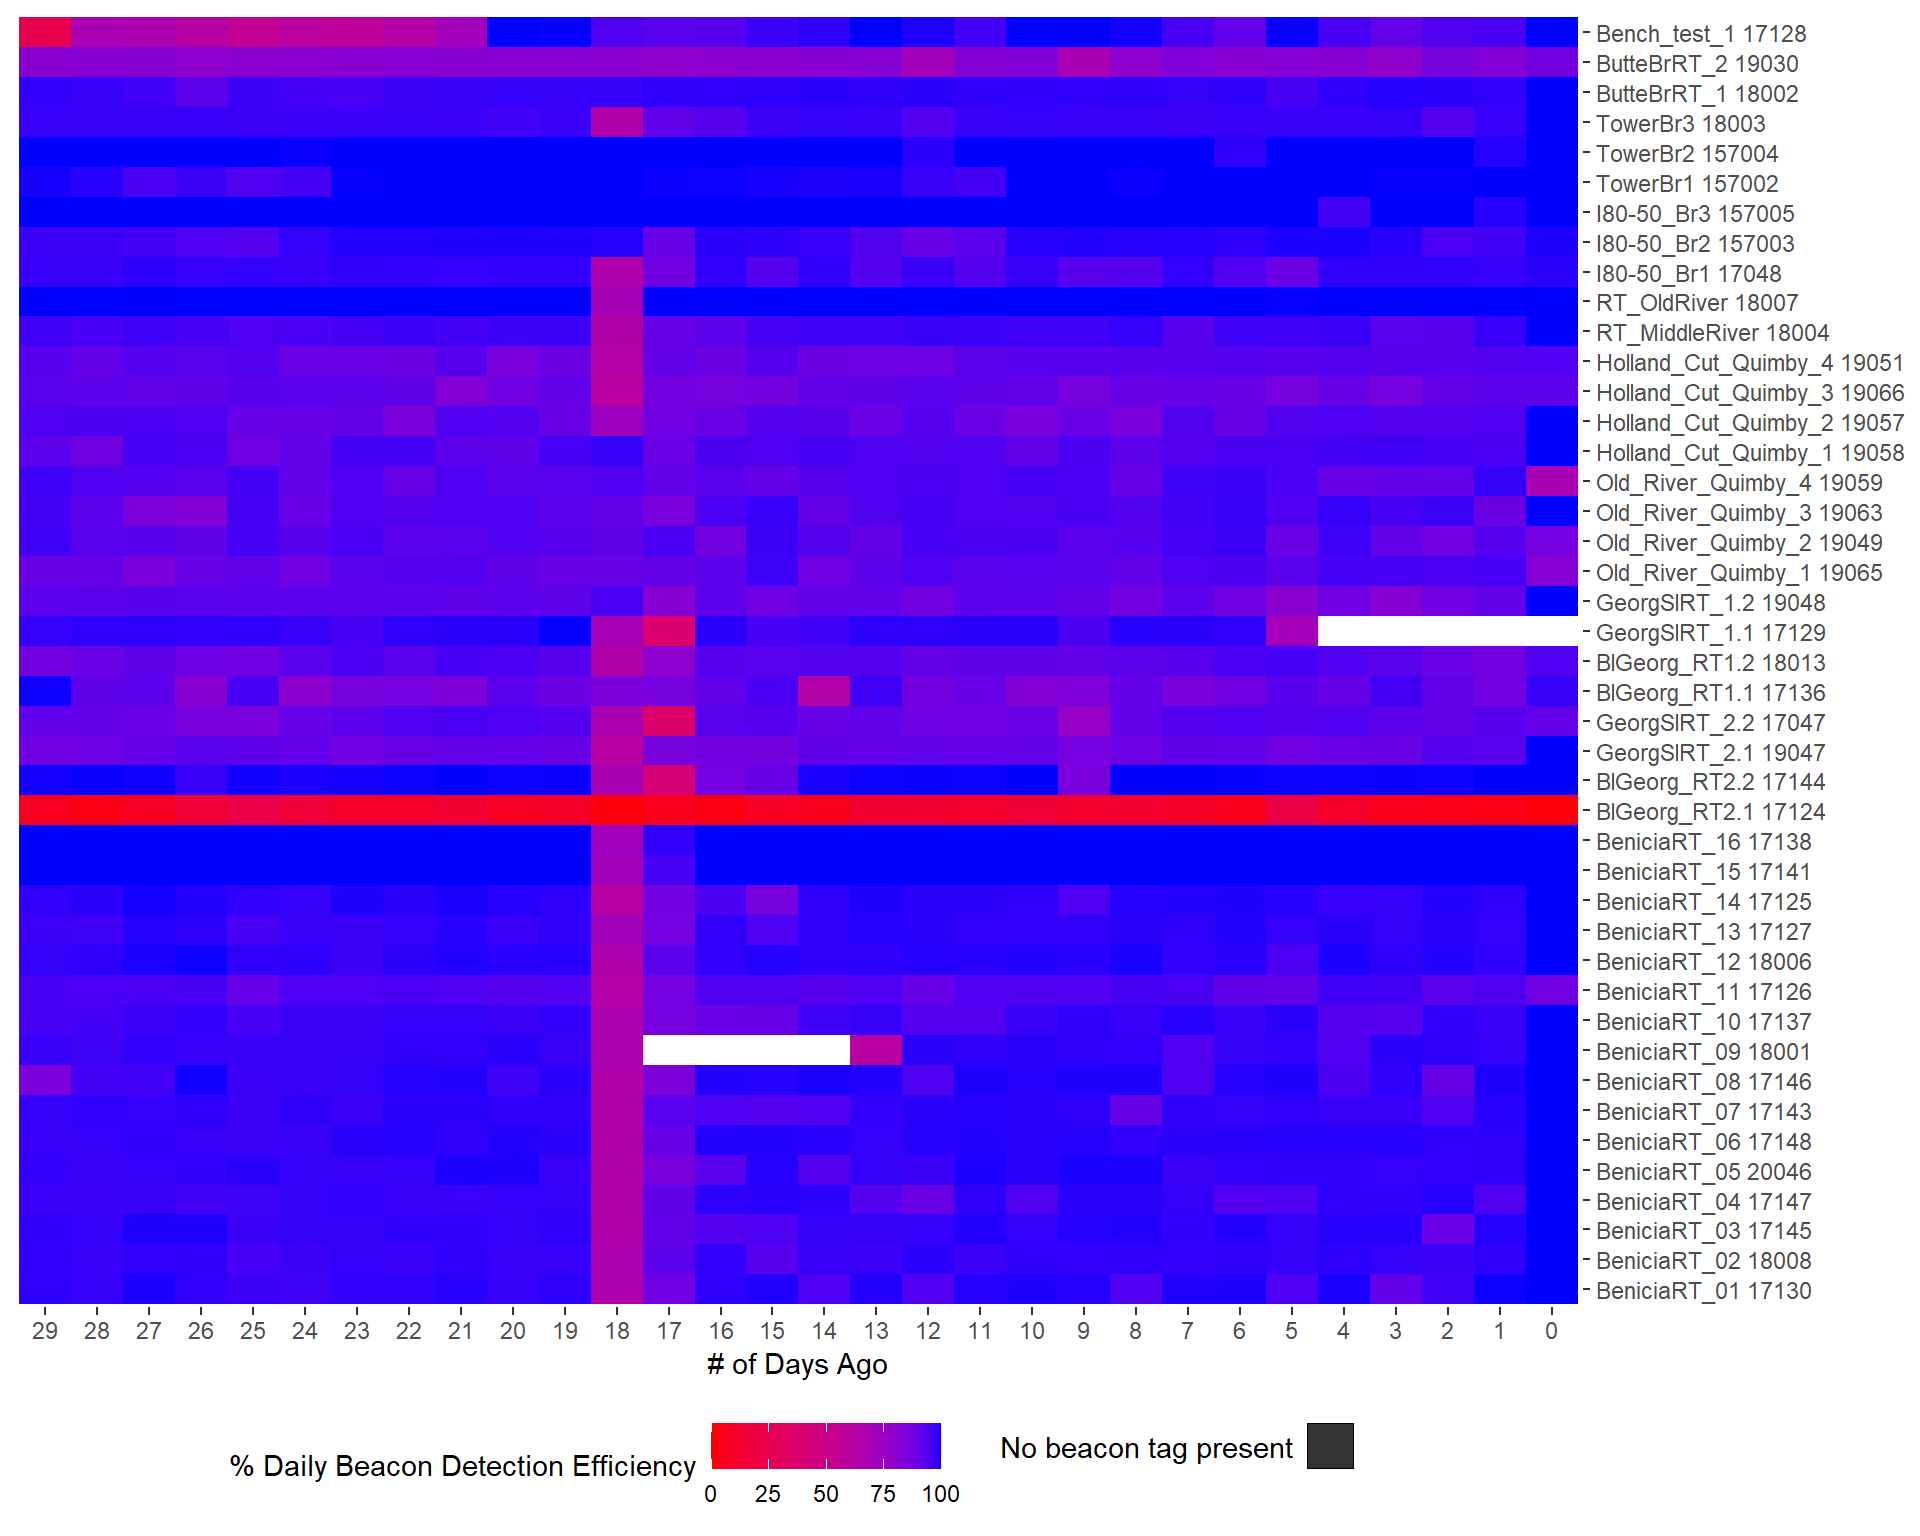 Bench_test_1 17128
ButteBrRT_2 19030
ButteBrRT_1 18002
TowerBr3 18003
TowerBr2 157004
TowerBr1 157002
I80-50_Br3 157005
I80-50_Br2 157003
I80-50_Br1 17048
RT_OldRiver 18007
RT_MiddleRiver 18004
Holland_Cut_Quimby_4 19051
Holland_Cut_Quimby_3 19066
Holland_Cut_Quimby_2 19057
Holland_Cut_Quimby_1 19058
Old_River_Quimby_4 19059
Old_River_Quimby_3 19063
Old_River_Quimby_2 19049
Old_River_Quimby_1 19065
GeorgSlRT_1.2 19048
GeorgSlRT_1.1 17129
BlGeorg_RT1.2 18013
BlGeorg_RT1.1 17136
GeorgSlRT_2.2 17047
GeorgSlRT_2.1 19047
BlGeorg_RT2.2 17144
BlGeorg_RT2.1 17124
BeniciaRT_16 17138
BeniciaRT_15 17141
BeniciaRT_14 17125
BeniciaRT_13 17127
BeniciaRT_12 18006
BeniciaRT_11 17126
BeniciaRT_10 17137
BeniciaRT_09 18001
BeniciaRT_08 17146
BeniciaRT_07 17143
BeniciaRT_06 17148
BeniciaRT_05 20046
BeniciaRT_04 17147
BeniciaRT_03 17145
BeniciaRT_02 18008
BeniciaRT_01 17130
29 28 27 26 25 24 23 22 21 20 19 18 17 16 15 14 13 12 11 10 9 8 7 6 5 4 3 2 1 0
# of Days Ago
% Daily Beacon Detection Efficiency
0 25 50 75 100
No beacon tag present